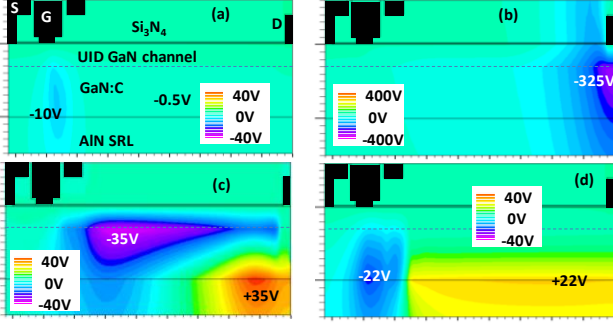 S
G
Si3N4
(a)
D
UID GaN channel
GaN:C
-10V
-0.5V
AlN SRL
40V
0V
-40V
(b)
-325V
400V
0V
-400V
(c)
-35V
+35V
40V
0V
-40V
(d)
40V
0V
-40V
-22V
+22V